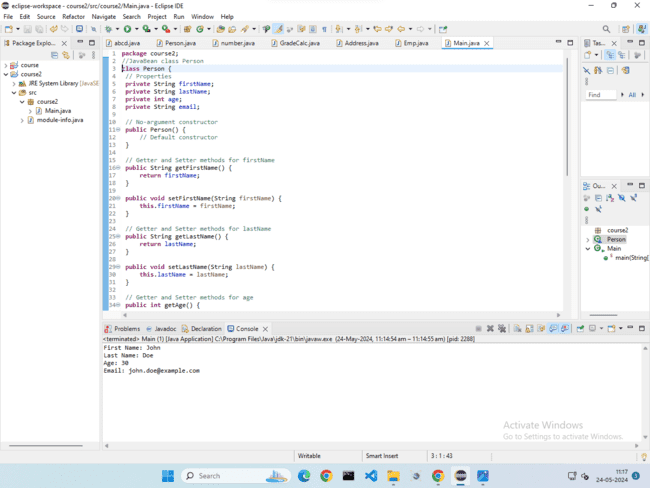 eclipse-workspace - course2/src/course2/Main.java - Eclipse IDE
File Edit Source Refactor Navigate Search Project Run Window Help
Package Explo...
abcd.java
Person.java
number.java
GradeCalc.java
Address.java
Emp.java
Main.java
Tas...
course
course2
JRE System Library [JavaSE
src
course2
Main.java
module-info.java
1 package course2;
2 //JavaBean class Person
3 class Person {
4 // Properties
5 private String firstName;
6 private String lastName;
7 private int age;
8 private String email;
9
10 // No-argument constructor
11 public Person() {
12 // Default constructor
13 }
14
15 // Getter and Setter methods for firstName
16 public String getFirstName() {
17 return firstName;
18 }
19
20 public void setFirstName(String firstName) {
21 this.firstName = firstName;
22 }
23
24 // Getter and Setter methods for lastName
25 public String getLastName() {
26 return lastName;
27 }
28
29 public void setLastName(String lastName) {
30 this.lastName = lastName;
31 }
32
33 // Getter and Setter methods for age
34 public int getAge() {
Find
All
Ou...
course2
Person
Main
main(String[
Problems
Javadoc
Declaration
Console
<terminated> Main (1) [Java Application] C:\Program Files\Java\jdk-21\bin\javaw.exe (24-May-2024, 11:14:54 am – 11:14:55 am) [pid: 2288]
First Name: John
Last Name: Doe
Age: 30
Email: john.doe@example.com
Activate Windows
Go to Settings to activate Windows.
Writable
Smart Insert
3 : 1 : 43
Search
11:17
24-05-2024